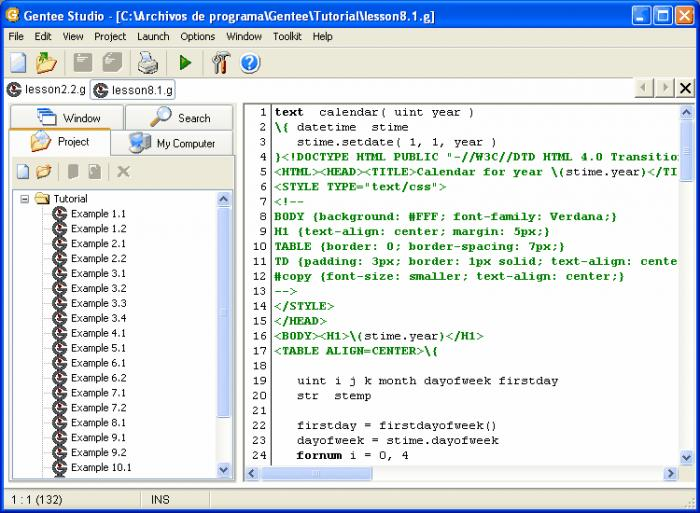 Gentee Studio - [C:\Archivos de programa\Gentee\Tutorial\lesson8.1.g]
File Edit View Project Launch Options Window Toolkit Help
lesson2.2.g lesson8.1.g
Window Search
Project My Computer
Tutorial
Example 1.1
Example 1.2
Example 2.1
Example 2.2
Example 3.1
Example 3.2
Example 3.3
Example 3.4
Example 4.1
Example 5.1
Example 6.1
Example 6.2
Example 7.1
Example 7.2
Example 8.1
Example 9.1
Example 9.2
Example 10.1
1 text calendar( uint year )
2 \{ datetime stime
3 stime.setdate( 1, 1, year )
4 }<!DOCTYPE HTML PUBLIC "-//W3C//DTD HTML 4.0 Transitio
5 <HTML><HEAD><TITLE>Calendar for year \(stime.year)</TI
6 <STYLE TYPE="text/css">
7 <!--
8 BODY {background: #FFF; font-family: Verdana;}
9 H1 {text-align: center; margin: 5px;}
10 TABLE {border: 0; border-spacing: 7px;}
11 TD {padding: 3px; border: 1px solid; text-align: cente
12 #copy {font-size: smaller; text-align: center;}
13 -->
14 </STYLE>
15 </HEAD>
16 <BODY><H1>\(stime.year)</H1>
17 <TABLE ALIGN=CENTER>\{
18
19 uint i j k month dayofweek firstday
20 str stemp
21
22 firstday = firstdayofweek()
23 dayofweek = stime.dayofweek
24 fornum i = 0, 4
1 : 1 (132) INS